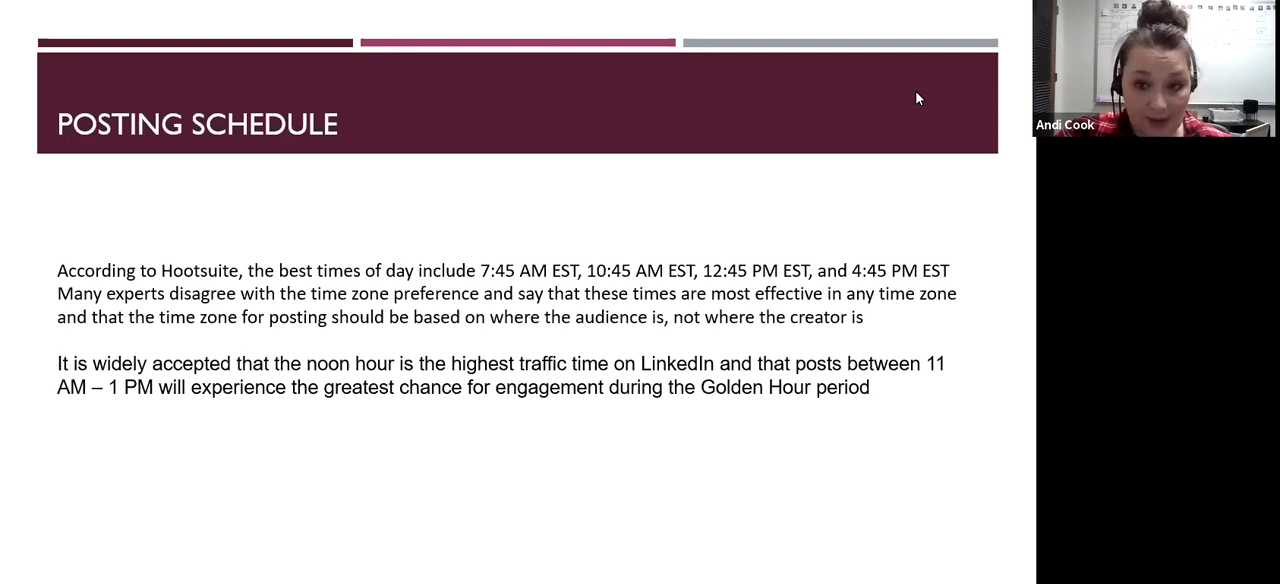 POSTING SCHEDULE
According to Hootsuite, the best times of day include 7:45 AM EST, 10:45 AM EST, 12:45 PM EST, and 4:45 PM EST
Many experts disagree with the time zone preference and say that these times are most effective in any time zone
and that the time zone for posting should be based on where the audience is, not where the creator is
It is widely accepted that the noon hour is the highest traffic time on LinkedIn and that posts between 11
AM – 1 PM will experience the greatest chance for engagement during the Golden Hour period
Andi Cook